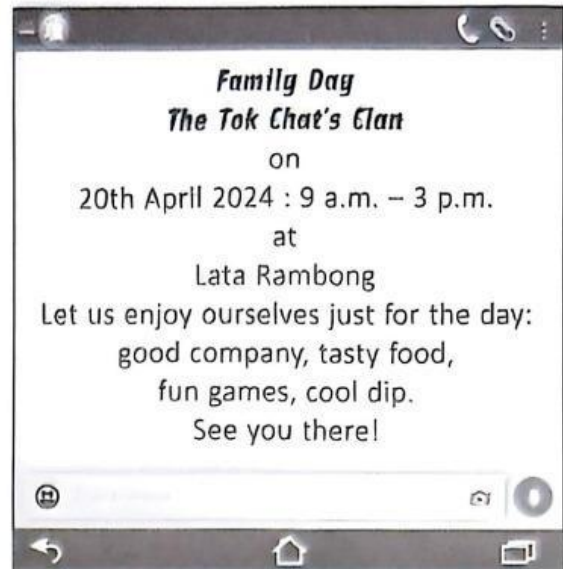 Family Day
The Tok Chat's Clan
on
20th April 2024 : 9 a.m. – 3 p.m.
at
Lata Rambong
Let us enjoy ourselves just for the day:
good company, tasty food,
fun games, cool dip.
See you there!